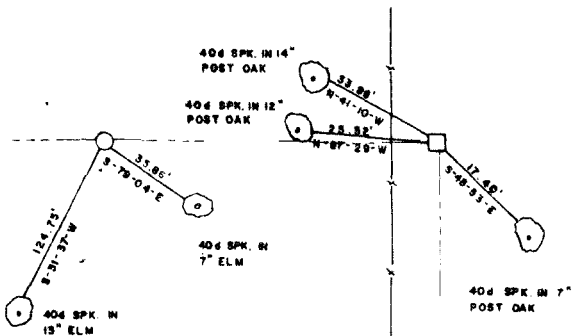 40d SPK. IN 14"
POST OAK
33.98'
N-41-10-W
40d SPK. IN 12"
POST OAK
25.52'
N-87-29-W
17.40'
S-48-53-E
35.86'
S-79-04-E
124.75'
S-31-37-W
40d SPK. IN
7" ELM
40d SPK. IN 7"
POST OAK
40d SPK. IN
15" ELM